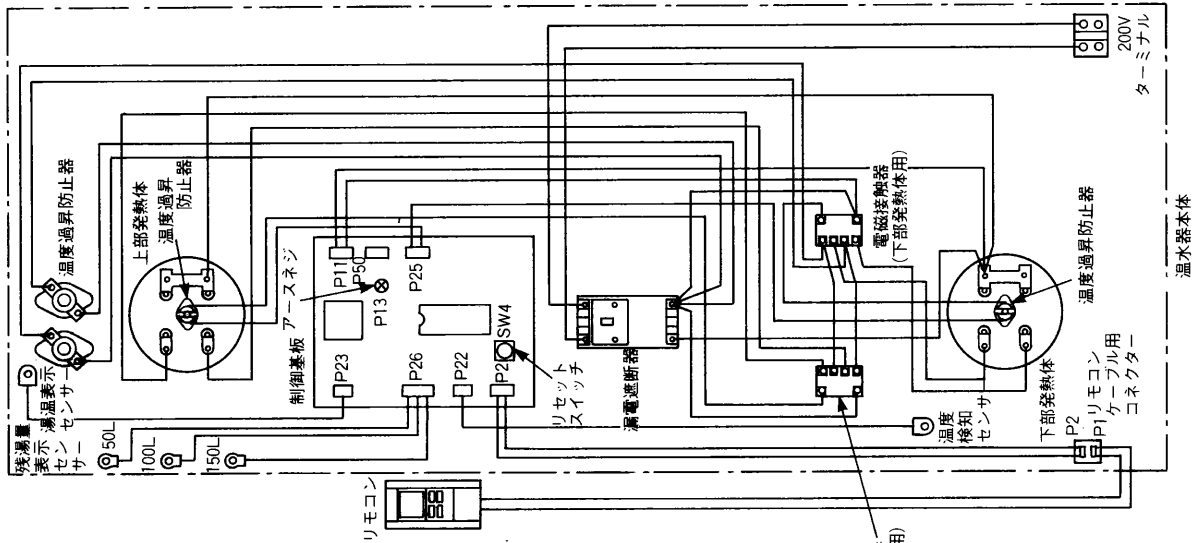 温度過昇防止器
上部発熱体
温度過昇
防止器
湯温表示
センサー
残湯量
表示
セン
サー
50L
100L
150L
リモコン
制御基板
アースネジ
P11
P50
P13
P25
P23
P26
P22
P2
SW4
リセット
スイッチ
漏電遮断器
電磁接触器
(下部発熱体用)
200V
ターミナル
温度過昇防止器
温度
検知
センサ
下部発熱体
P2
P1
リモコン
ケーブル用
コネクター
温水器本体
用)